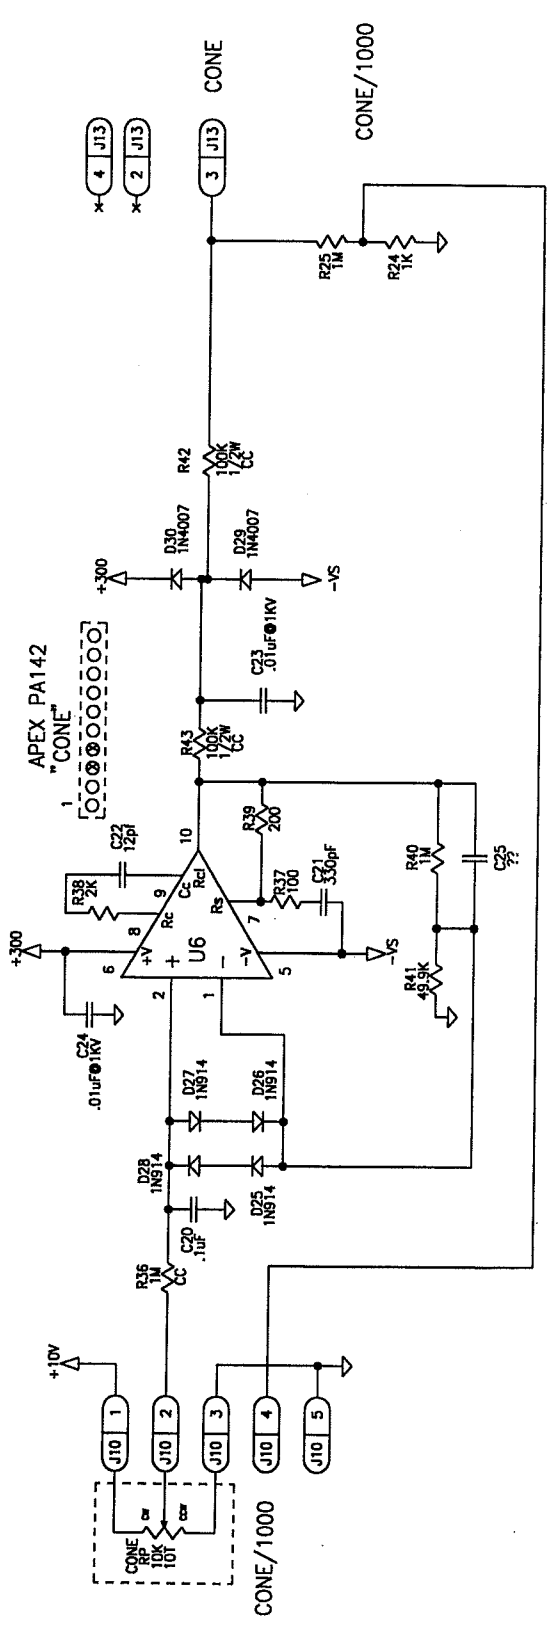 CONE
CONE/1000
4 J13
2 J13
3 J13
R25
1M
R24
1K
R42
100K
1/2W
CC
+300
D30
1N4007
D29
1N4007
-VS
C23
.01uF@1KV
APEX PA142
"CONE"
1
R43
100K
1/2W
CC
10
R39
200
C22
12pf
R38
2K
9
8
Cc
Rcl
Rc
Rs
7
R37
100
C21
330pF
R40
1M
C25
??
+300
6
+V
U6
-V
5
+
−
2
1
-VS
R41
49.9K
C24
.01uF@1KV
D27
1N914
D26
1N914
D28
1N914
D25
1N914
C20
.1uF
R36
1M
CC
+10V
J10 1
J10 2
J10 3
J10 4
J10 5
CW
CCW
CONE
RP
10K
10T
CONE/1000